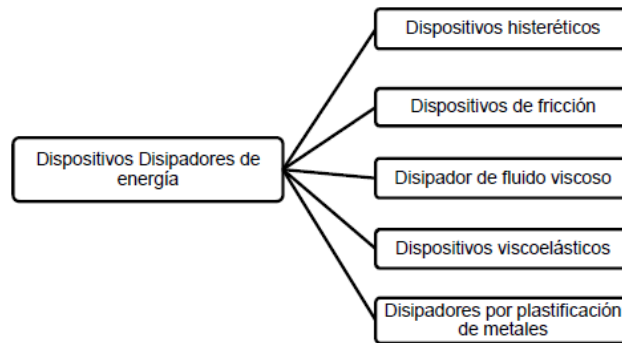 Dispositivos histeréticos
Dispositivos de fricción
Dispositivos Disipadores de
energía
Disipador de fluido viscoso
Dispositivos viscoelásticos
Disipadores por plastificación
de metales